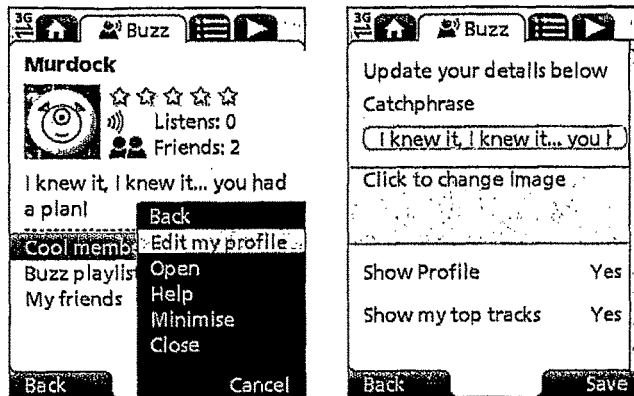 3G
Buzz
Murdock
Listens: 0
Friends: 2
I knew it, I knew it... you had
a plan!
Cool memb
Buzz playlist
My friends
Back
Edit my profile
Open
Help
Minimise
Close
Back
Cancel
3G
Buzz
Update your details below
Catchphrase
I knew it, I knew it... you h
Click to change image
Show Profile Yes
Show my top tracks Yes
Back
Save